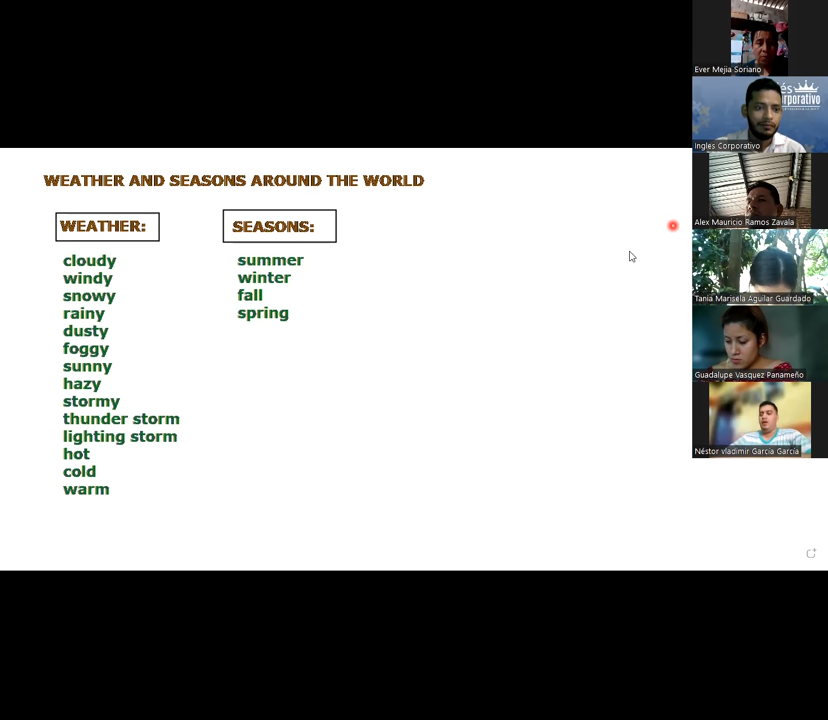 WEATHER AND SEASONS AROUND THE WORLD
WEATHER:
cloudy
windy
snowy
rainy
dusty
foggy
sunny
hazy
stormy
thunder storm
lighting storm
hot
cold
warm
SEASONS:
summer
winter
fall
spring
Ever Mejia Soriano
Ingles Corporativo
Alex Mauricio Ramos Zavala
Tania Marisela Aguilar Guardado
Guadalupe Vasquez Panameño
Néstor vladimir García García